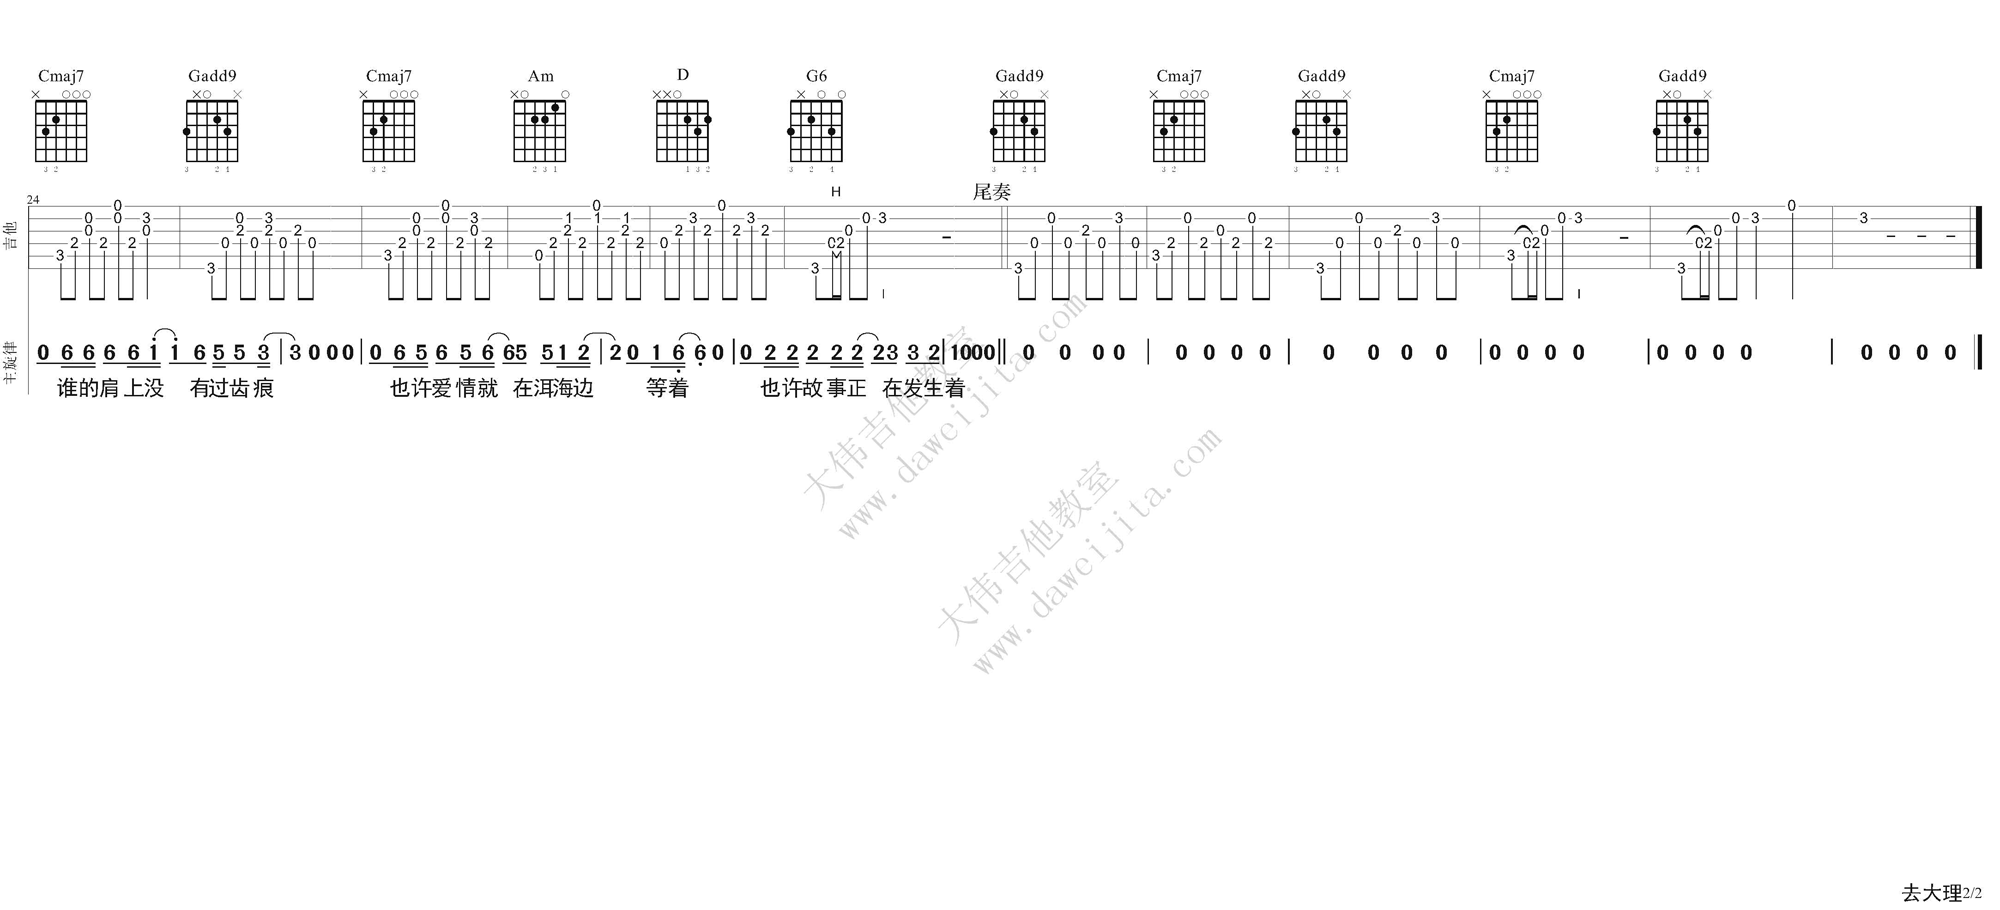 Cmaj7 Gadd9 Cmaj7 Am D G6 Gadd9 Cmaj7 Gadd9 Cmaj7 Gadd9
24 H 尾奏
吉他
主旋律
0 6 6 6 6 1 1 6 5 5 3 | 3 0 0 0 | 0 6 5 6 5 6 6 5 5 1 2 | 2 0 1 6 6 0 | 0 2 2 2 2 2 2 3 3 2 | 1 0 0 0 || 0 0 0 0 | 0 0 0 0 | 0 0 0 0 | 0 0 0 0 | 0 0 0 0 | 0 0 0 0
谁的肩上没 有过齿痕 也许爱情就 在洱海边 等着 也许故事正 在发生着
大伟吉他教室
www.daweijita.com
大伟吉他教室
www.daweijita.com
去大理2/2